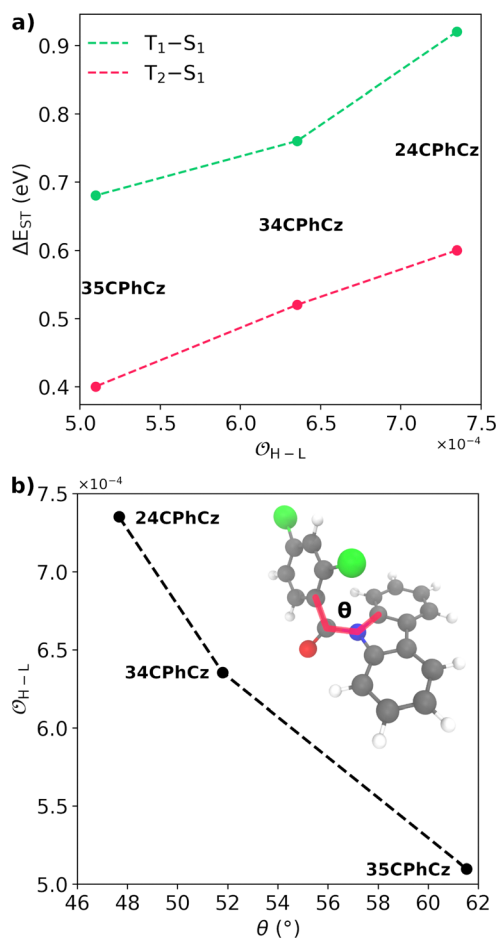 a)
T₁−S₁
T₂−S₁
0.9
0.8
0.7
0.6
0.5
0.4
ΔE_ST (eV)
24CPhCz
34CPhCz
35CPhCz
5.0 5.5 6.0 6.5 7.0 7.5
×10⁻⁴
𝒪_H−L
b)
×10⁻⁴
7.5
7.0
6.5
6.0
5.5
5.0
𝒪_H−L
24CPhCz
θ
34CPhCz
35CPhCz
46 48 50 52 54 56 58 60 62
θ (°)